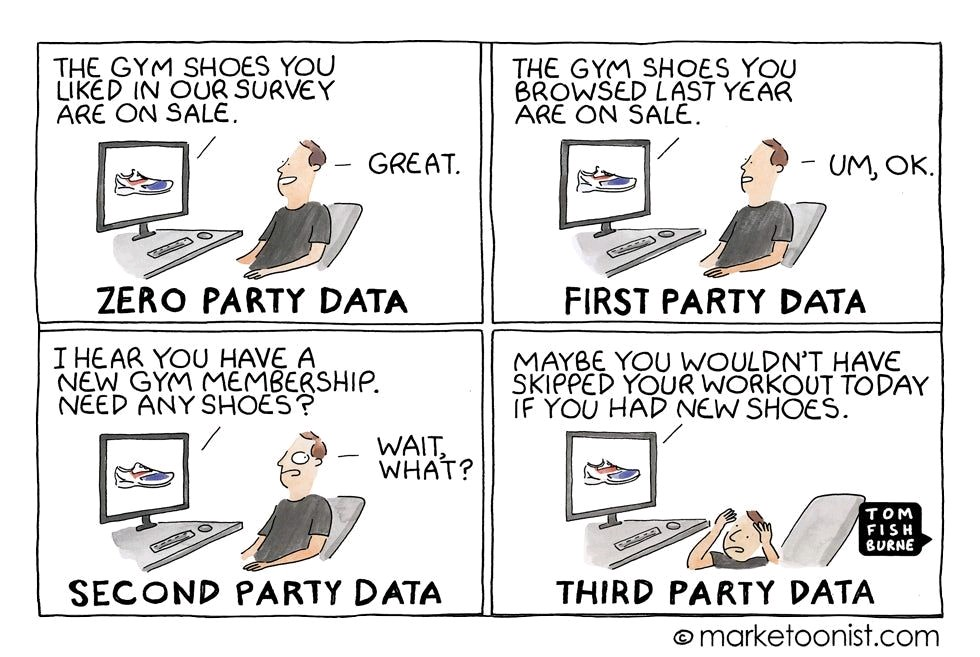 THE GYM SHOES YOU
LIKED IN OUR SURVEY
ARE ON SALE.
GREAT.
ZERO PARTY DATA
THE GYM SHOES YOU
BROWSED LAST YEAR
ARE ON SALE.
UM, OK.
FIRST PARTY DATA
I HEAR YOU HAVE A
NEW GYM MEMBERSHIP.
NEED ANY SHOES?
WAIT,
WHAT?
SECOND PARTY DATA
MAYBE YOU WOULDN'T HAVE
SKIPPED YOUR WORKOUT TODAY
IF YOU HAD NEW SHOES.
TOM
FISH
BURNE
THIRD PARTY DATA
© marketoonist.com